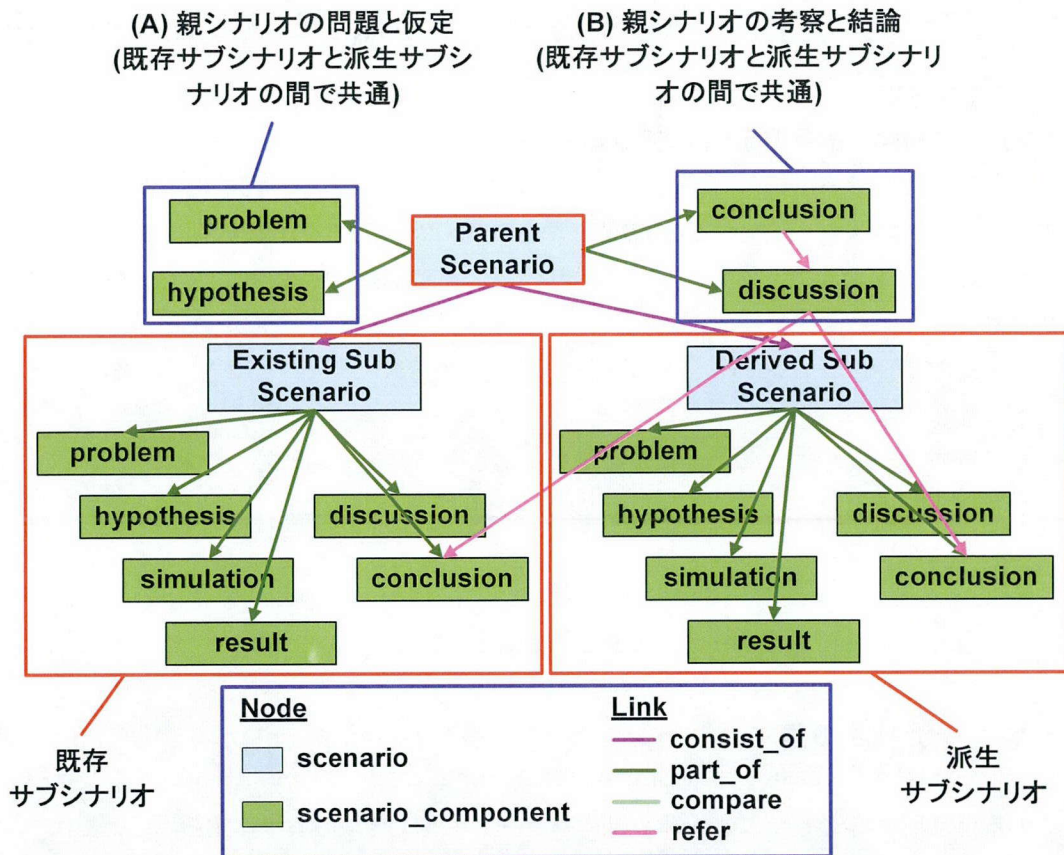 (A) 親シナリオの問題と仮定
(既存サブシナリオと派生サブシ
ナリオの間で共通)
(B) 親シナリオの考察と結論
(既存サブシナリオと派生サブシナリ
オの間で共通)
problem
hypothesis
Parent
Scenario
conclusion
discussion
Existing Sub
Scenario
problem
hypothesis
discussion
simulation
conclusion
result
Derived Sub
Scenario
problem
hypothesis
discussion
simulation
conclusion
result
既存
サブシナリオ
Node
scenario
scenario_component
Link
consist_of
part_of
compare
refer
派生
サブシナリオ